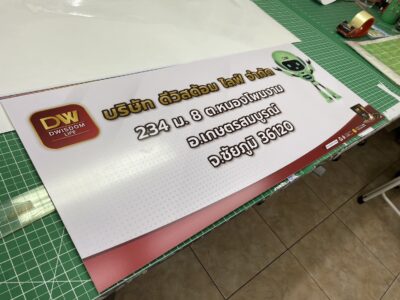 DW
DWISDOM
LIFE
บริษัท ดีวิสด้อม ไลฟ์ จำกัด
234 ม. 8 ต.หนองโพนงาม
อ.เกษตรสมบูรณ์
จ.ชัยภูมิ 36120